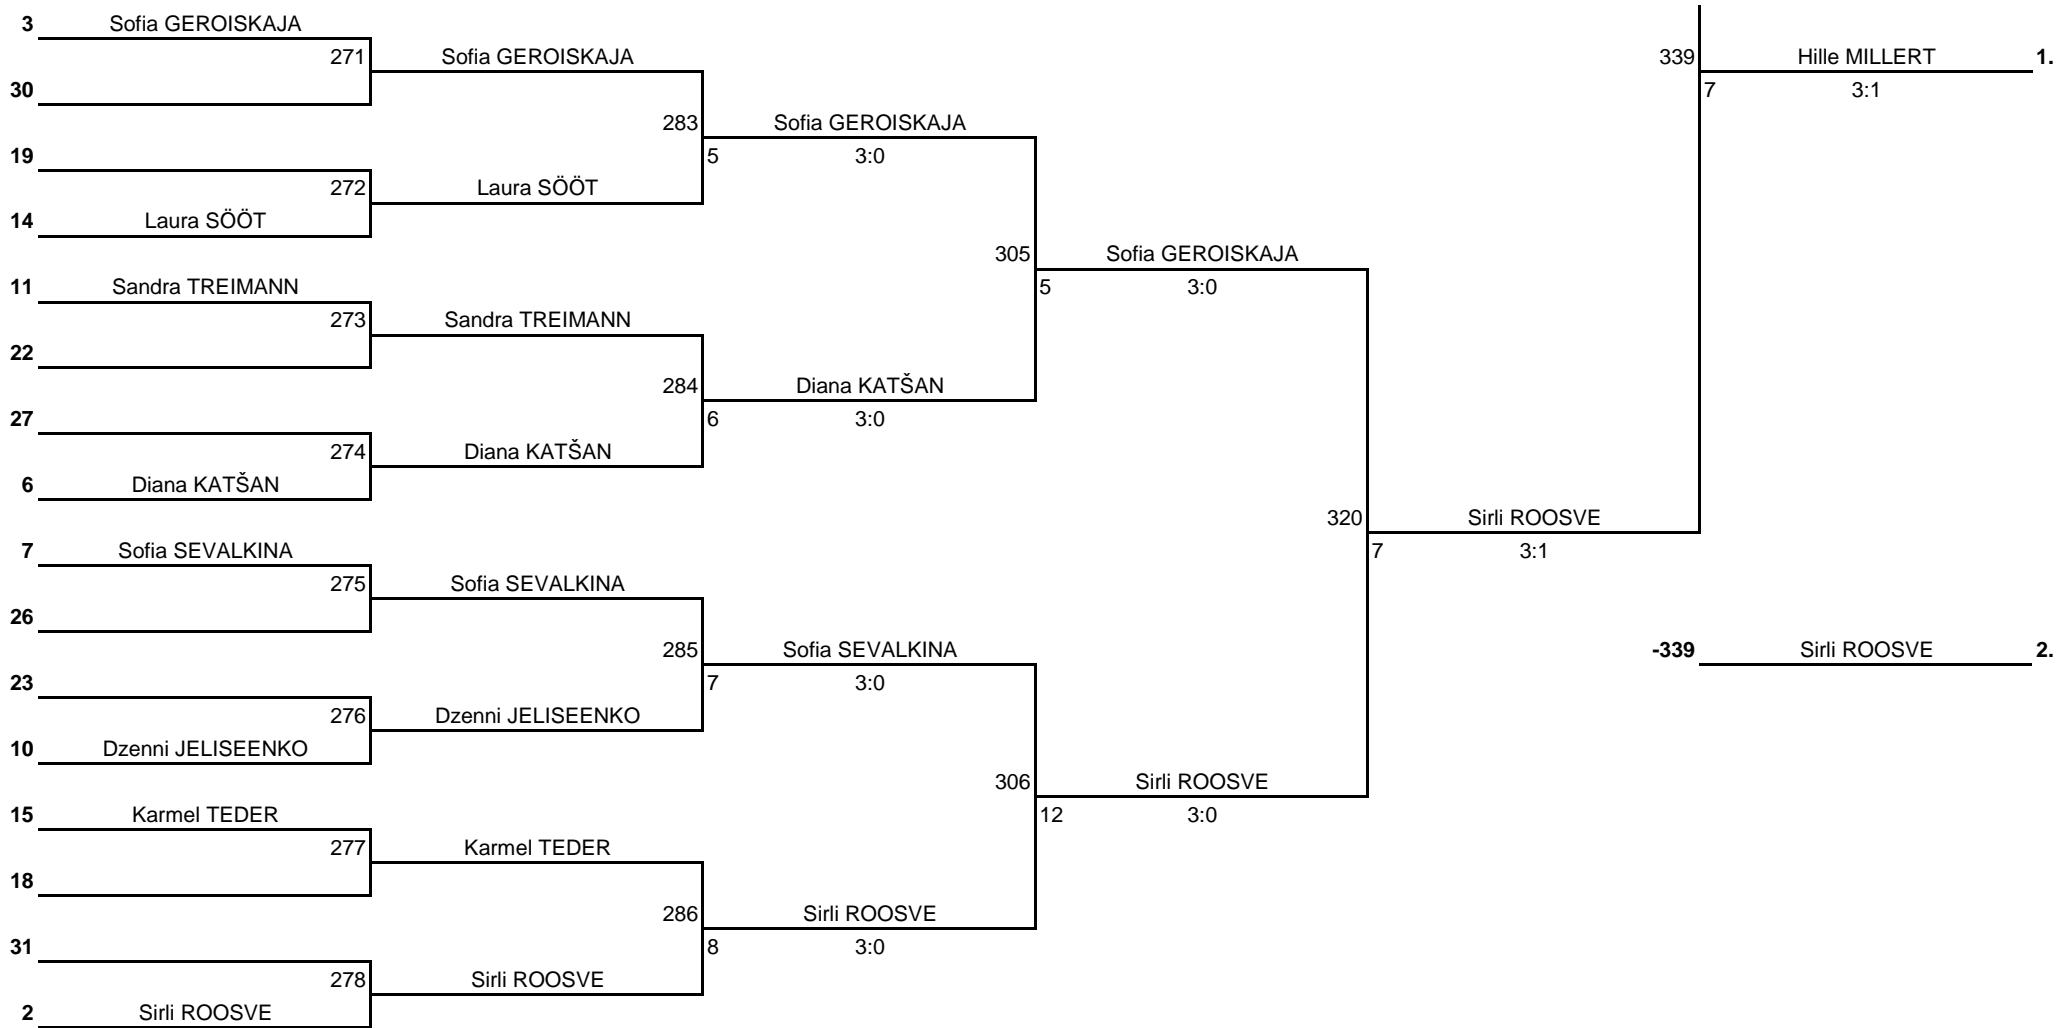 3 Sofia GEROISKAJA
271 Sofia GEROISKAJA 339 Hille MILLERT 1.
30 7 3:1
283 Sofia GEROISKAJA
19 5 3:0
272 Laura SÖÖT
14 Laura SÖÖT
305 Sofia GEROISKAJA
11 Sandra TREIMANN 5 3:0
273 Sandra TREIMANN
22
284 Diana KATŠAN
27 6 3:0
274 Diana KATŠAN
6 Diana KATŠAN
320 Sirli ROOSVE
7 Sofia SEVALKINA 7 3:1
275 Sofia SEVALKINA
26
285 Sofia SEVALKINA -339 Sirli ROOSVE 2.
23 7 3:0
276 Dzenni JELISEENKO
10 Dzenni JELISEENKO
306 Sirli ROOSVE
15 Karmel TEDER 12 3:0
277 Karmel TEDER
18
286 Sirli ROOSVE
31 8 3:0
278 Sirli ROOSVE
2 Sirli ROOSVE